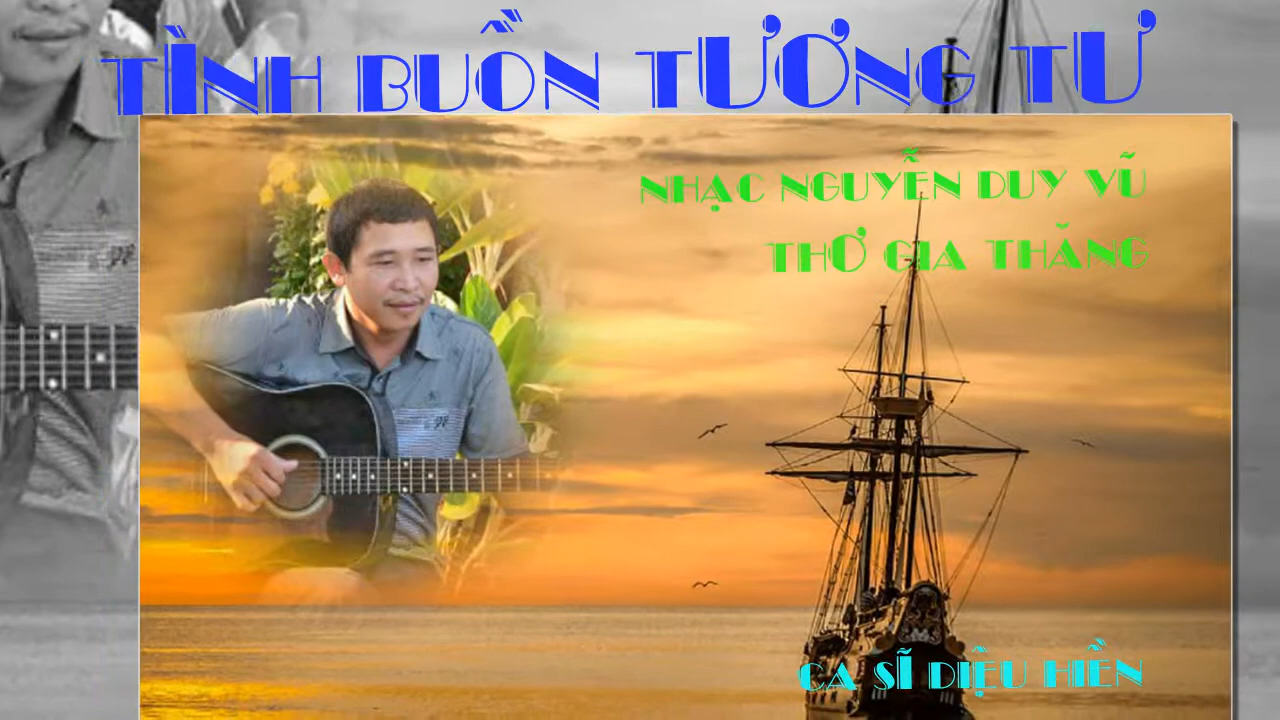 TÌNH BUỒN TƯƠNG TƯ
NHẠC NGUYỄN DUY VŨ
THƠ GIA THĂNG
CA SĨ DIỆU HIỀN